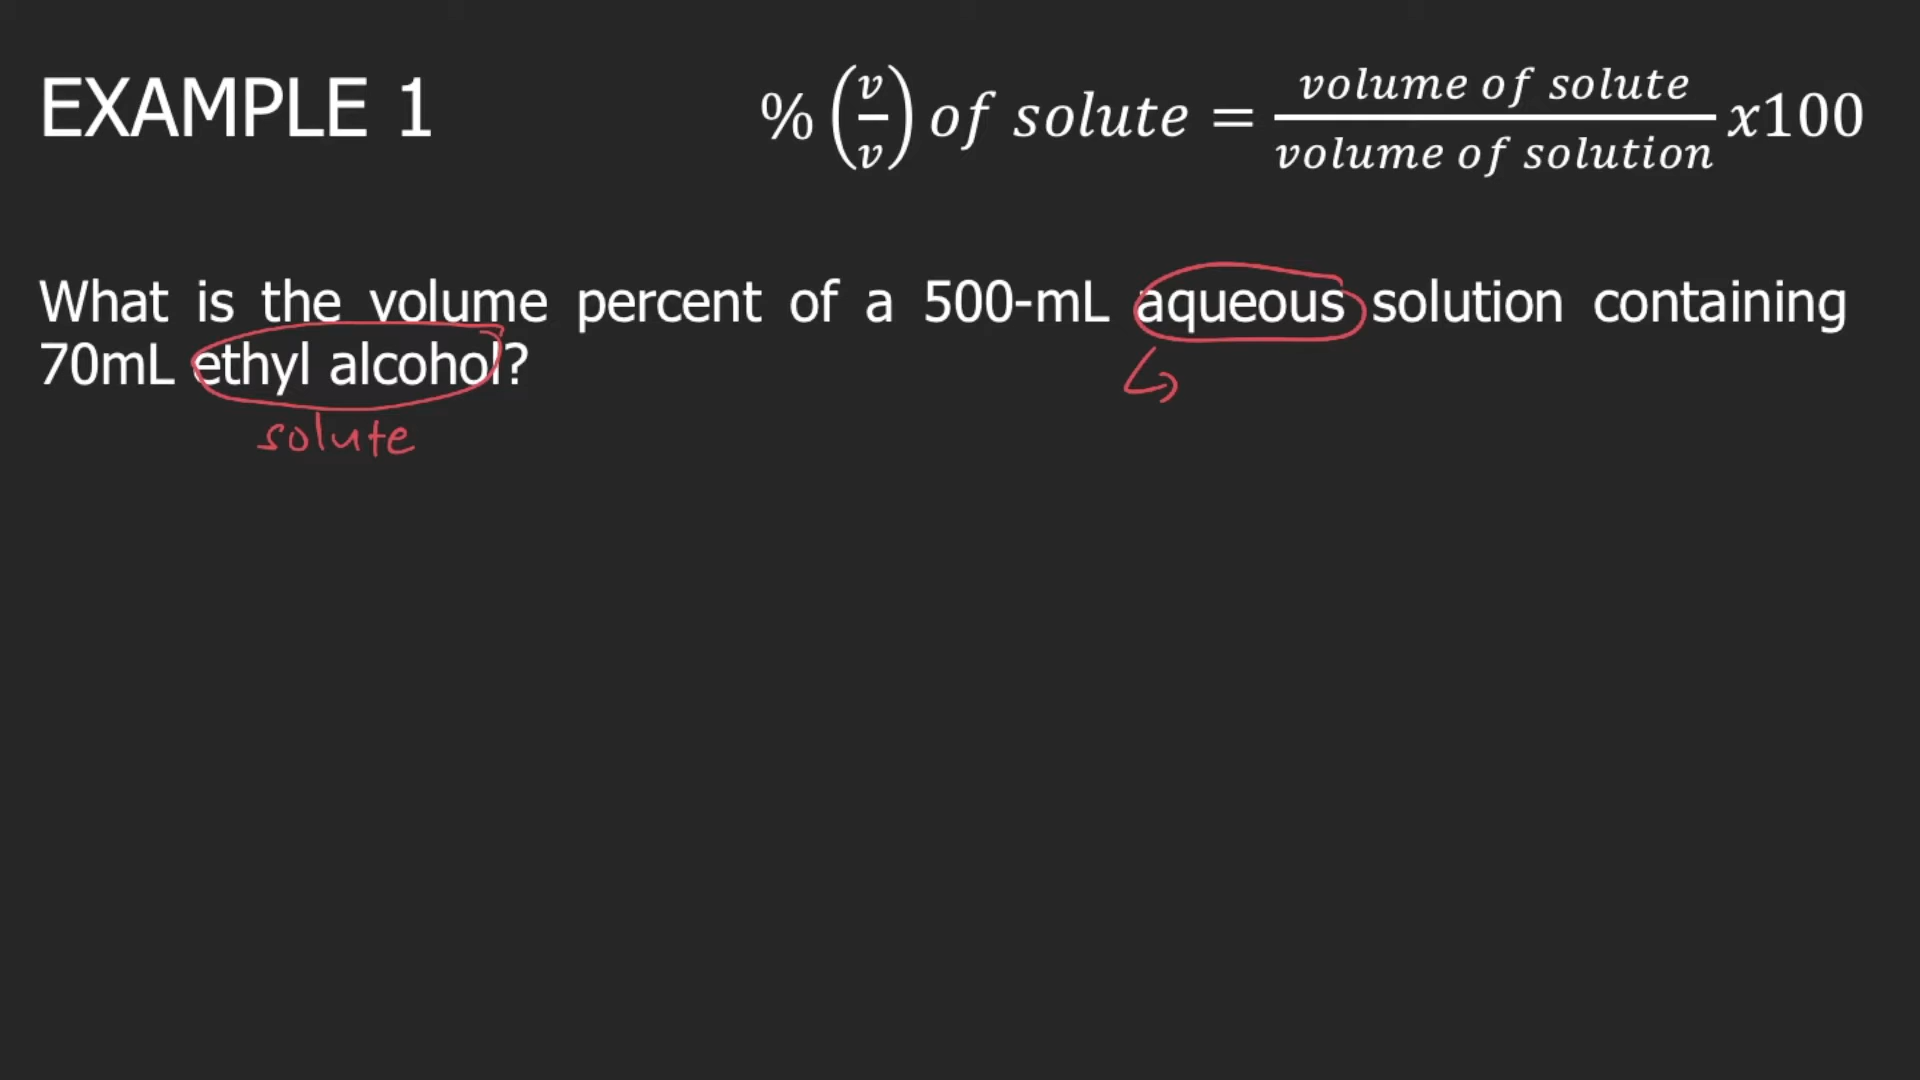 EXAMPLE 1
% (v/v) of solute = volume of solute / volume of solution x100
What is the volume percent of a 500-mL aqueous solution containing
70mL ethyl alcohol?
solute